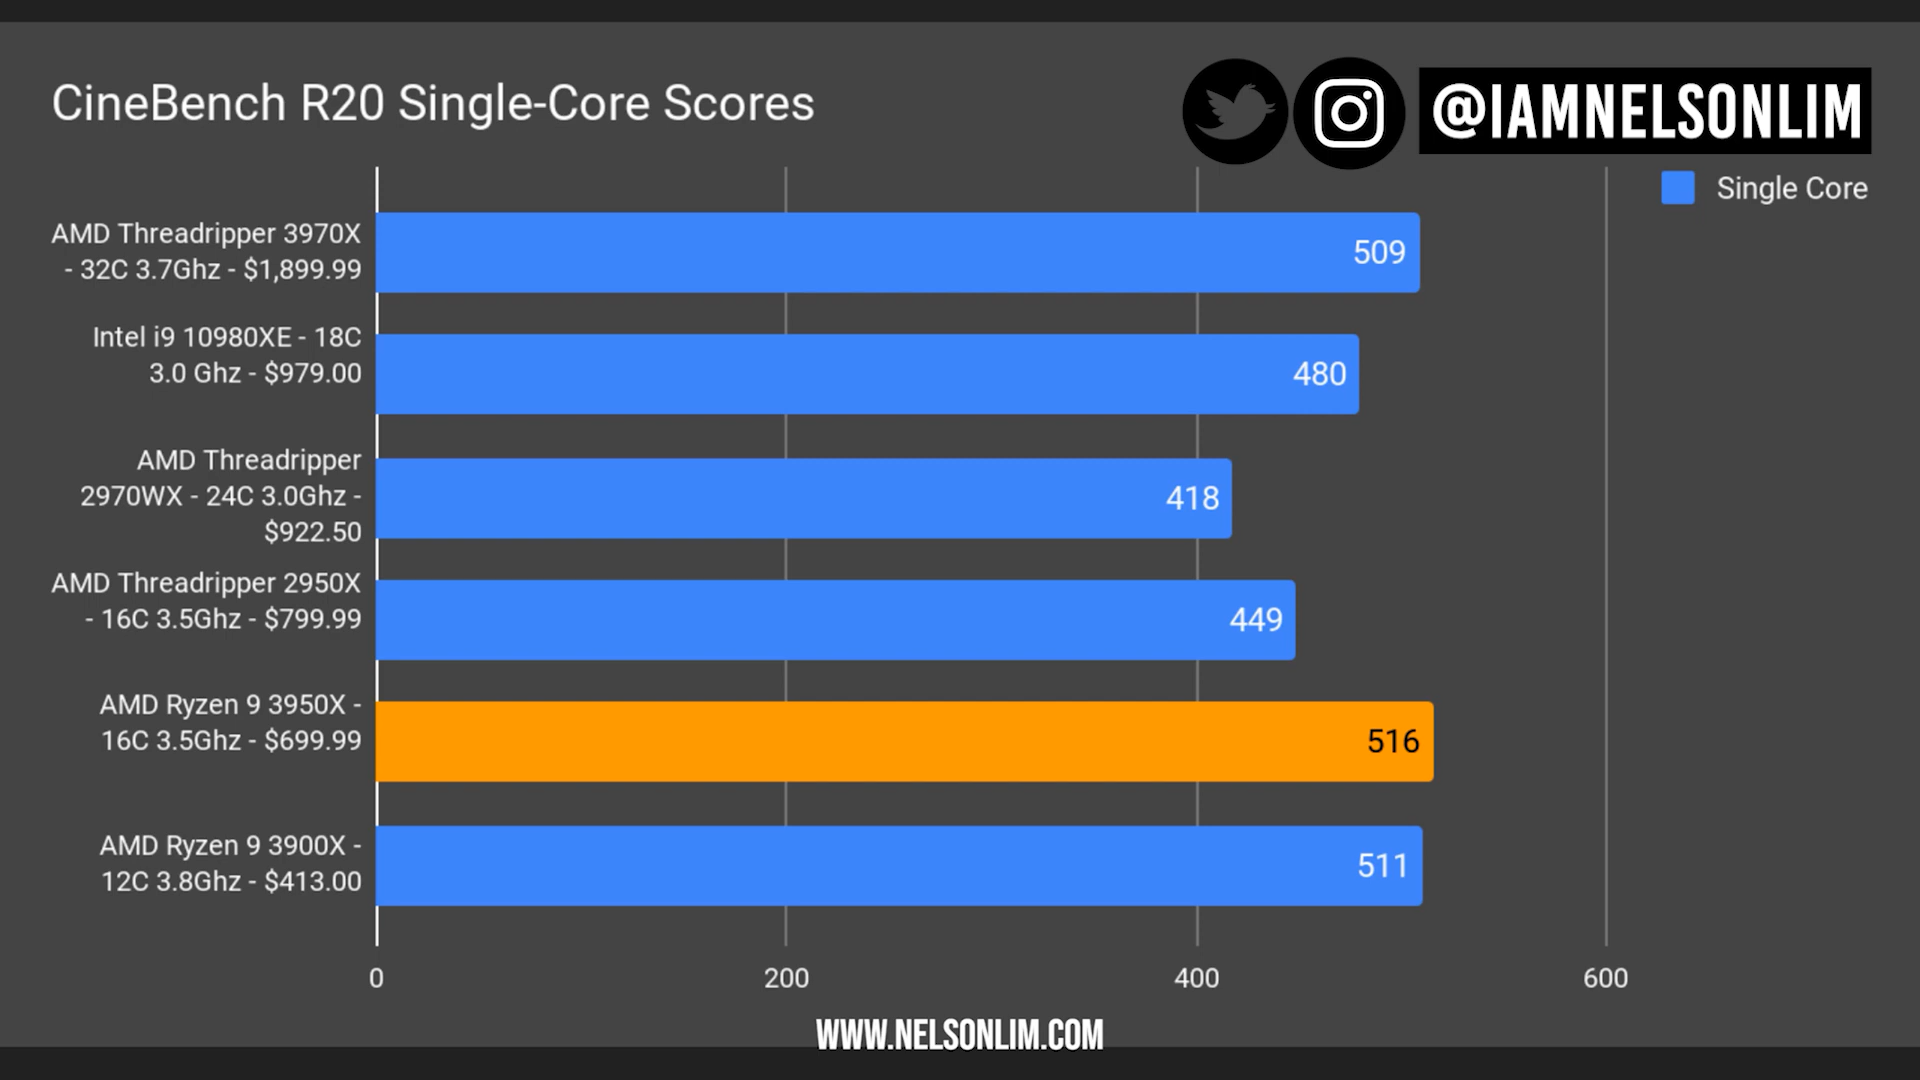 CineBench R20 Single-Core Scores
@IAMNELSONLIM
Single Core
AMD Threadripper 3970X
- 32C 3.7Ghz - $1,899.99
509
Intel i9 10980XE - 18C
3.0 Ghz - $979.00
480
AMD Threadripper
2970WX - 24C 3.0Ghz -
$922.50
418
AMD Threadripper 2950X
- 16C 3.5Ghz - $799.99
449
AMD Ryzen 9 3950X -
16C 3.5Ghz - $699.99
516
AMD Ryzen 9 3900X -
12C 3.8Ghz - $413.00
511
0 200 400 600
WWW.NELSONLIM.COM